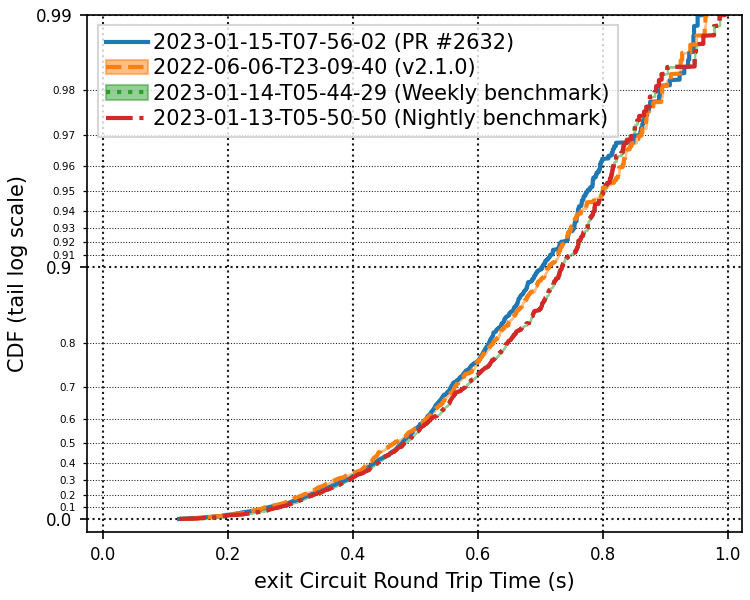 0.99
2023-01-15-T07-56-02 (PR #2632)
2022-06-06-T23-09-40 (v2.1.0)
2023-01-14-T05-44-29 (Weekly benchmark)
2023-01-13-T05-50-50 (Nightly benchmark)
0.98
0.97
0.96
0.95
0.94
0.93
0.92
0.91
0.9
0.8
0.7
0.6
0.5
0.4
0.3
0.2
0.1
0.0
CDF (tail log scale)
0.0 0.2 0.4 0.6 0.8 1.0
exit Circuit Round Trip Time (s)